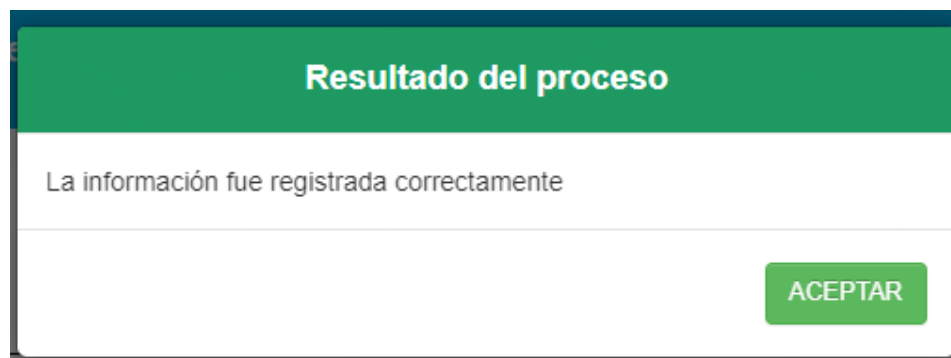 Resultado del proceso
La información fue registrada correctamente
ACEPTAR